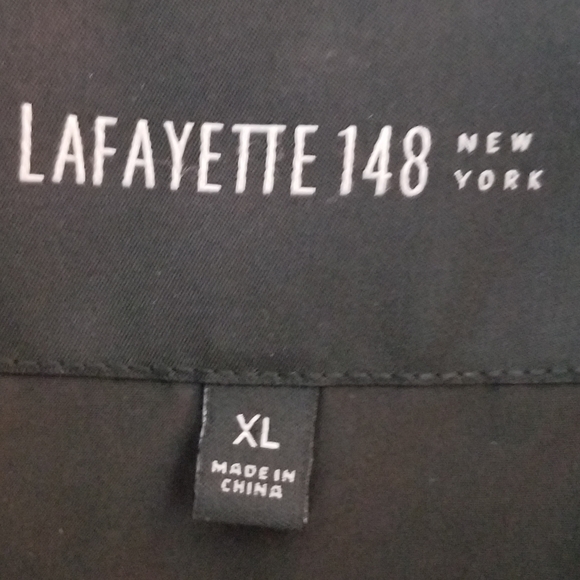 LAFAYETTE 148 NEW YORK
XL
MADE IN
CHINA